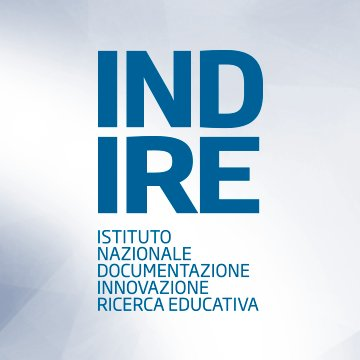 IND
IRE
ISTITUTO
NAZIONALE
DOCUMENTAZIONE
INNOVAZIONE
RICERCA EDUCATIVA